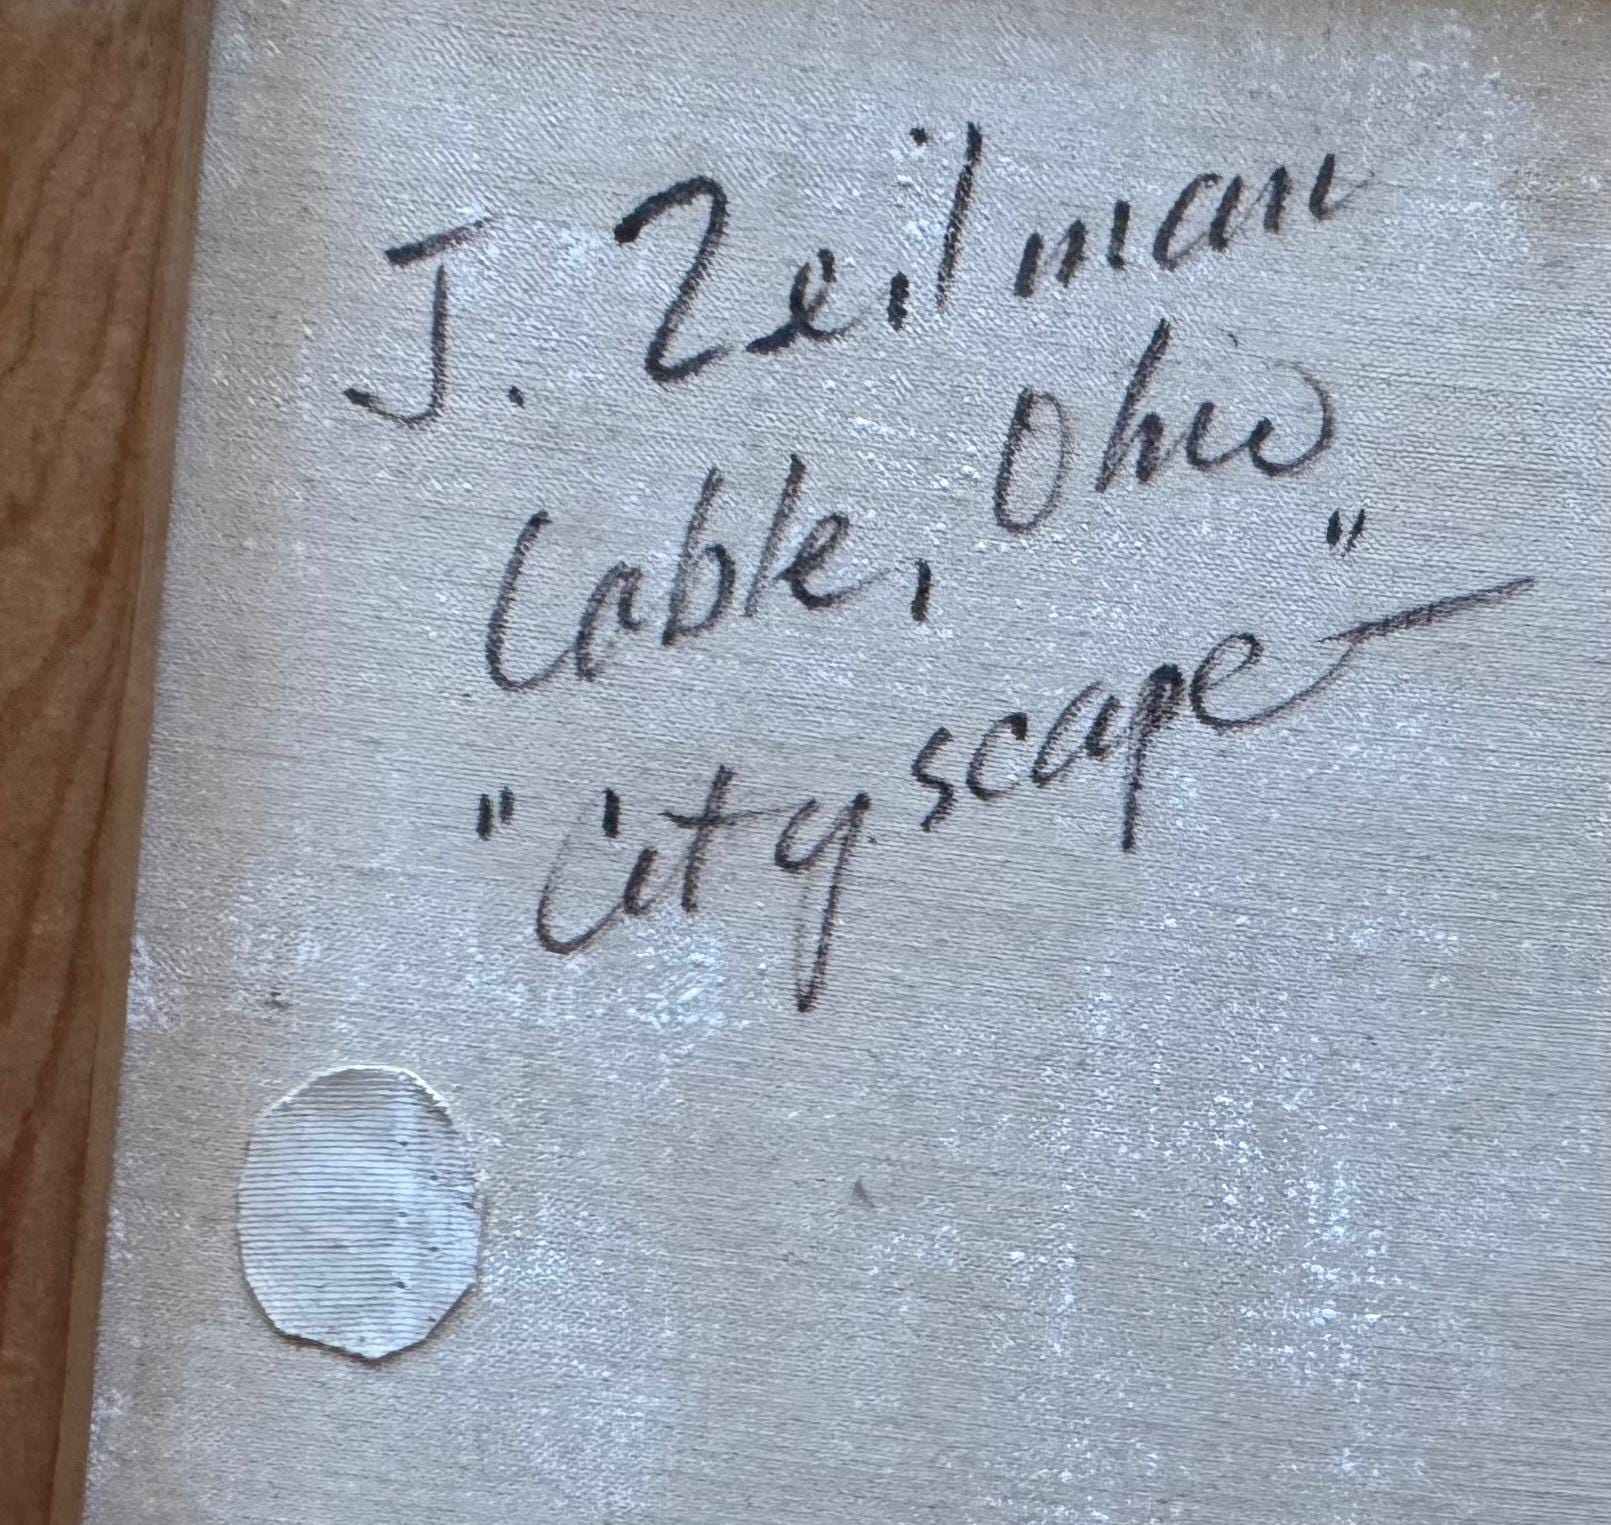 J. Zeilman
Cable, Ohio
"City scape"